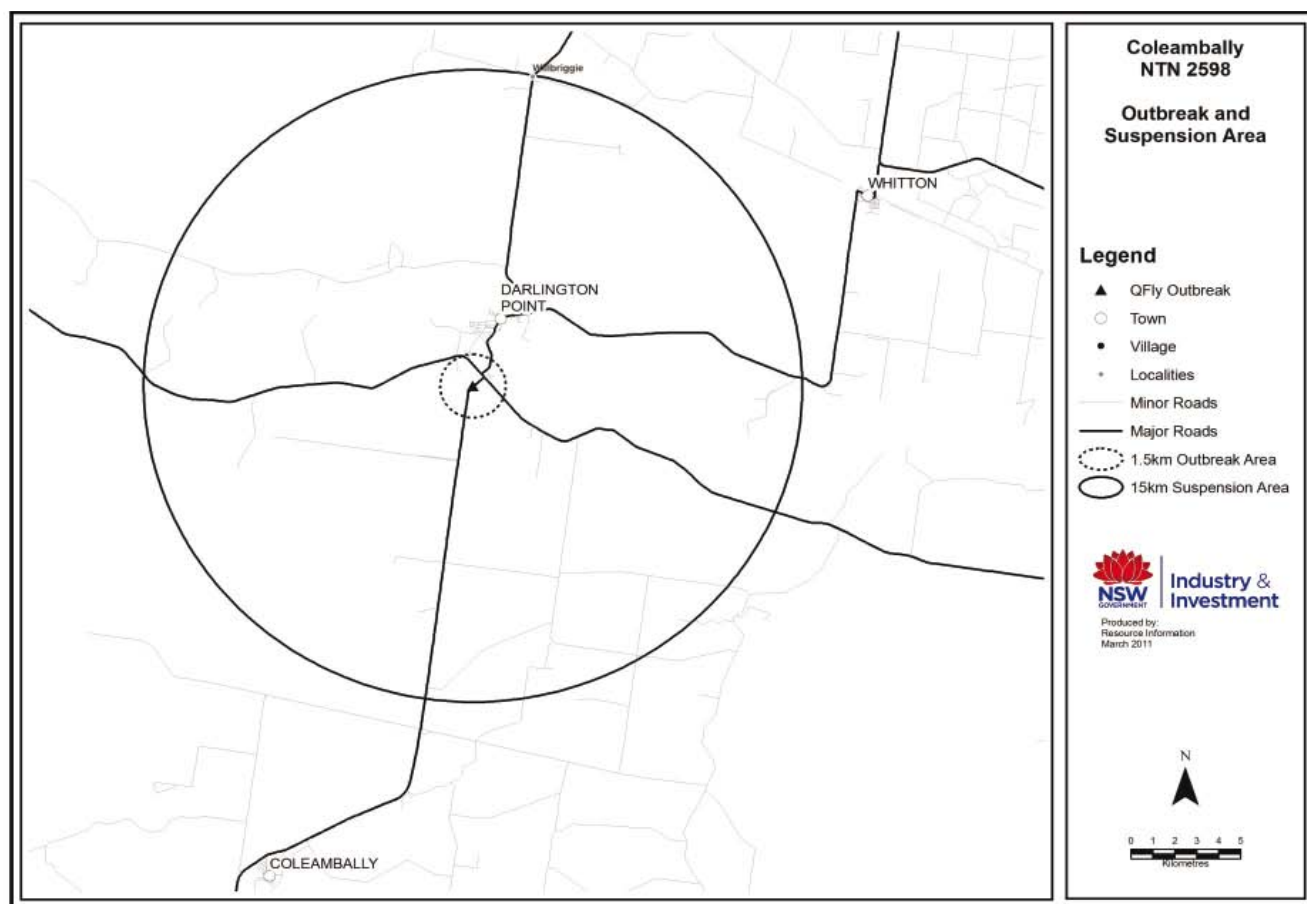 Willbriggie
WHITTON
DARLINGTON
POINT
COLEAMBALLY
Coleambally
NTN 2598
Outbreak and
Suspension Area
Legend
QFly Outbreak
Town
Village
Localities
Minor Roads
Major Roads
1.5km Outbreak Area
15km Suspension Area
NSW
GOVERNMENT
Industry &
Investment
Produced by:
Resource Information
March 2011
N
0 1 2 3 4 5
Kilometres